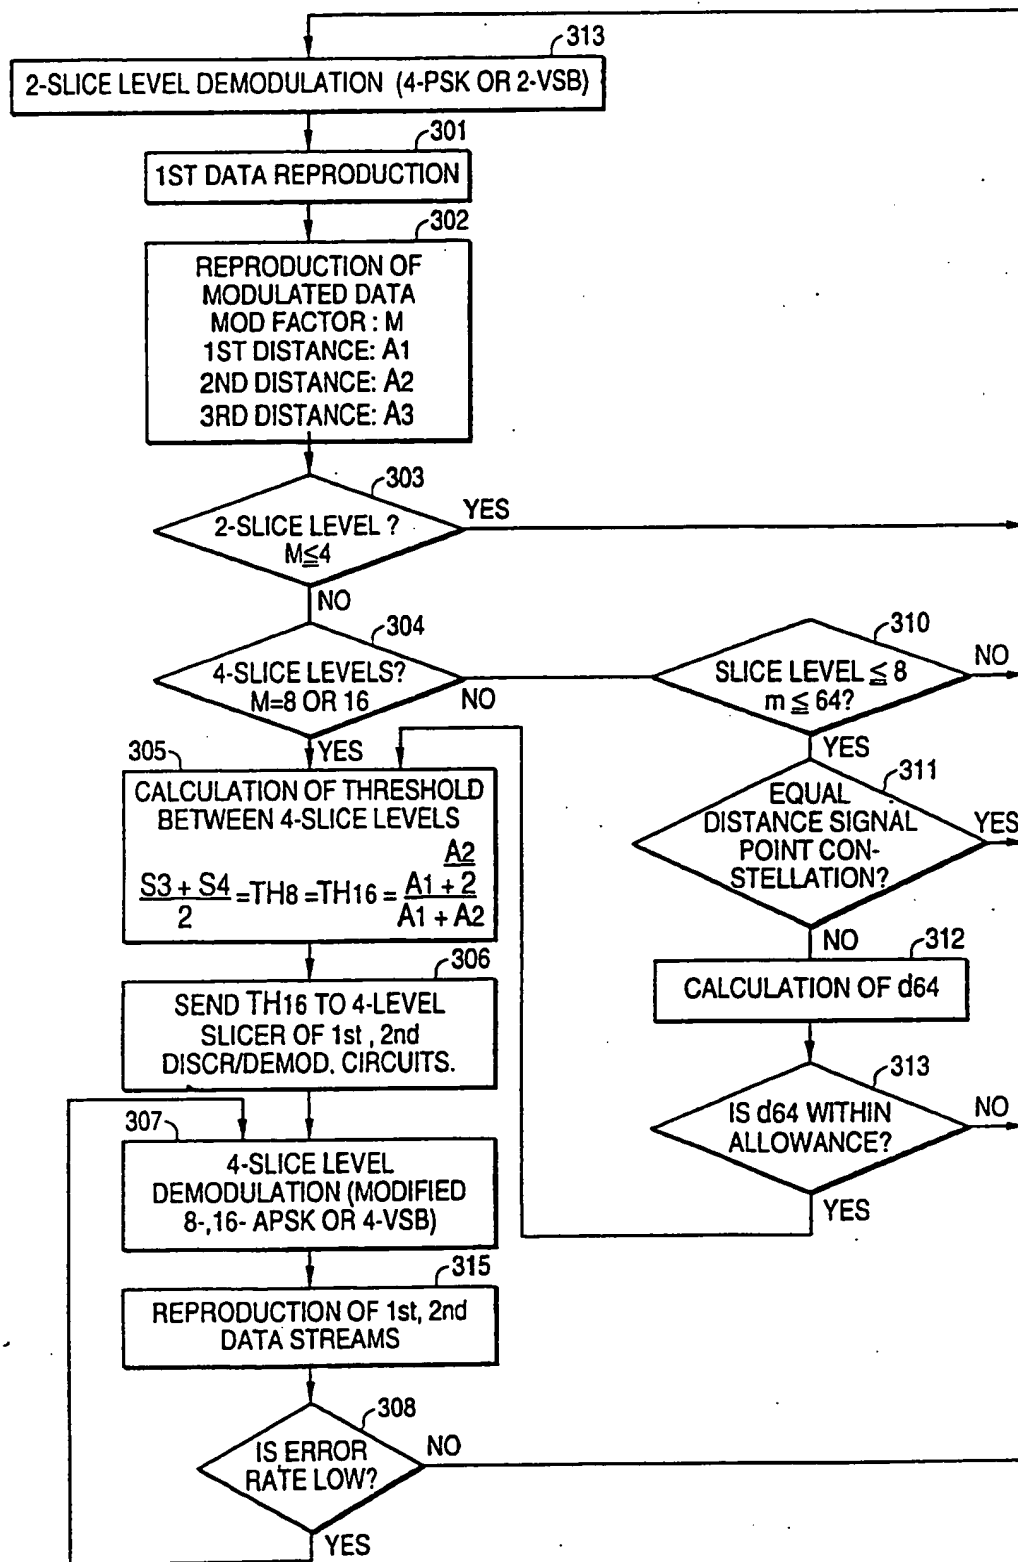 313
2-SLICE LEVEL DEMODULATION (4-PSK OR 2-VSB)
301
1ST DATA REPRODUCTION
302
REPRODUCTION OF
MODULATED DATA
MOD FACTOR : M
1ST DISTANCE: A1
2ND DISTANCE: A2
3RD DISTANCE: A3
303
2-SLICE LEVEL ?
M≦4
YES
NO
304
4-SLICE LEVELS?
M=8 OR 16
NO
YES
310
SLICE LEVEL ≦ 8
m ≦ 64?
NO
YES
311
EQUAL
DISTANCE SIGNAL
POINT CON-
STELLATION?
YES
NO
312
CALCULATION OF d64
313
IS d64 WITHIN
ALLOWANCE?
NO
YES
305
CALCULATION OF THRESHOLD
BETWEEN 4-SLICE LEVELS
A2
S3 + S4 A1 + 2
=TH8 =TH16 =
2 A1 + A2
306
SEND TH16 TO 4-LEVEL
SLICER OF 1st , 2nd
DISCR/DEMOD. CIRCUITS.
307
4-SLICE LEVEL
DEMODULATION (MODIFIED
8-,16- APSK OR 4-VSB)
315
REPRODUCTION OF 1st, 2nd
DATA STREAMS
308
IS ERROR
RATE LOW?
NO
YES